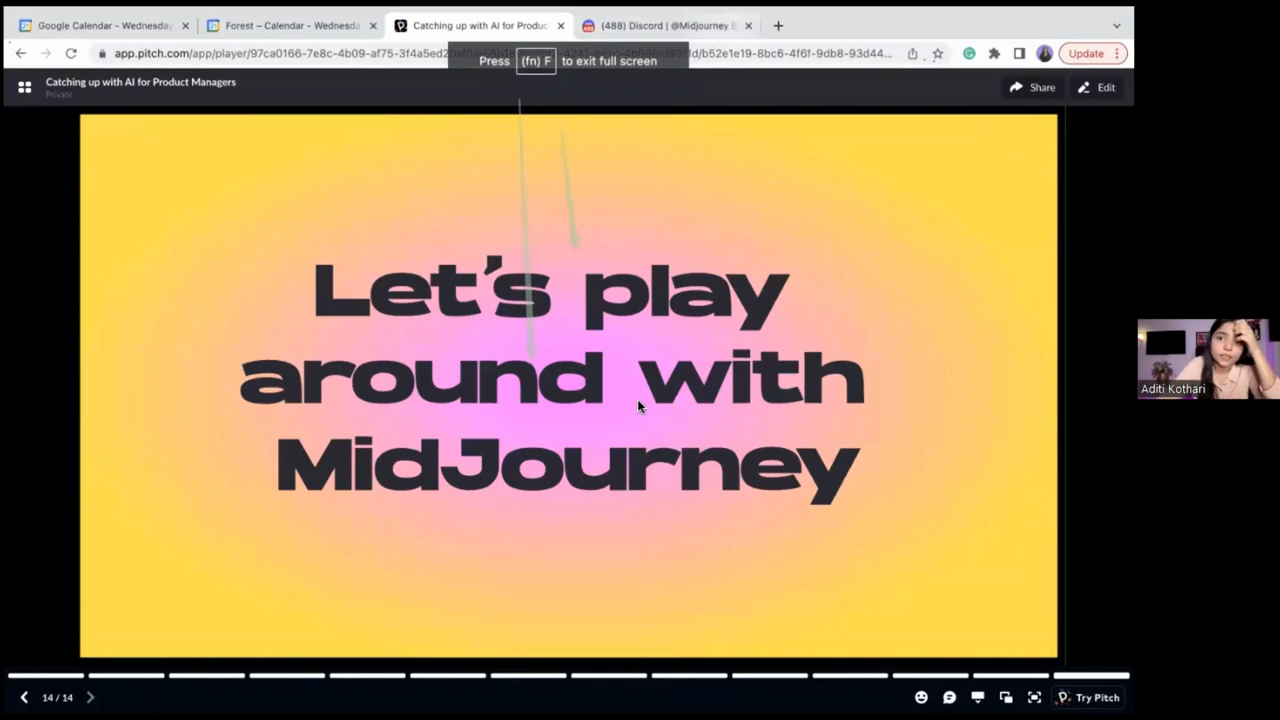 Google Calendar - Wednesday
Forest – Calendar - Wednesda
Catching up with AI for Produc
(488) Discord | @Midjourney B
Update
Press (fn) F to exit full screen
Catching up with AI for Product Managers
Private
Share
Edit
Let's play
around with
MidJourney
Aditi Kothari
14 / 14
Try Pitch